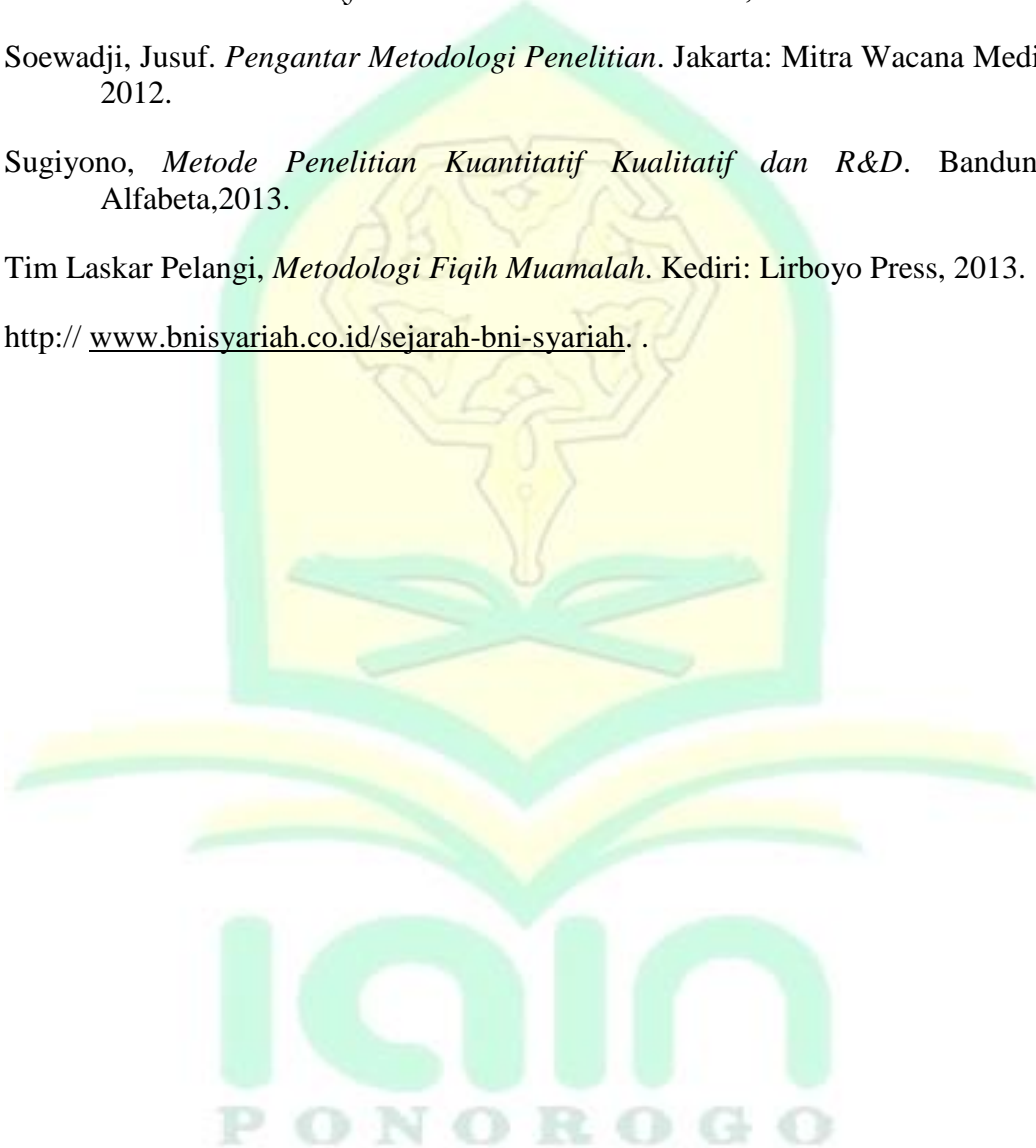 Soewadji, Jusuf. Pengantar Metodologi Penelitian. Jakarta: Mitra Wacana Medi
2012.
Sugiyono, Metode Penelitian Kuantitatif Kualitatif dan R&D. Bandun
Alfabeta,2013.
Tim Laskar Pelangi, Metodologi Fiqih Muamalah. Kediri: Lirboyo Press, 2013.
http:// www.bnisyariah.co.id/sejarah-bni-syariah. .
iain
PONOROGO